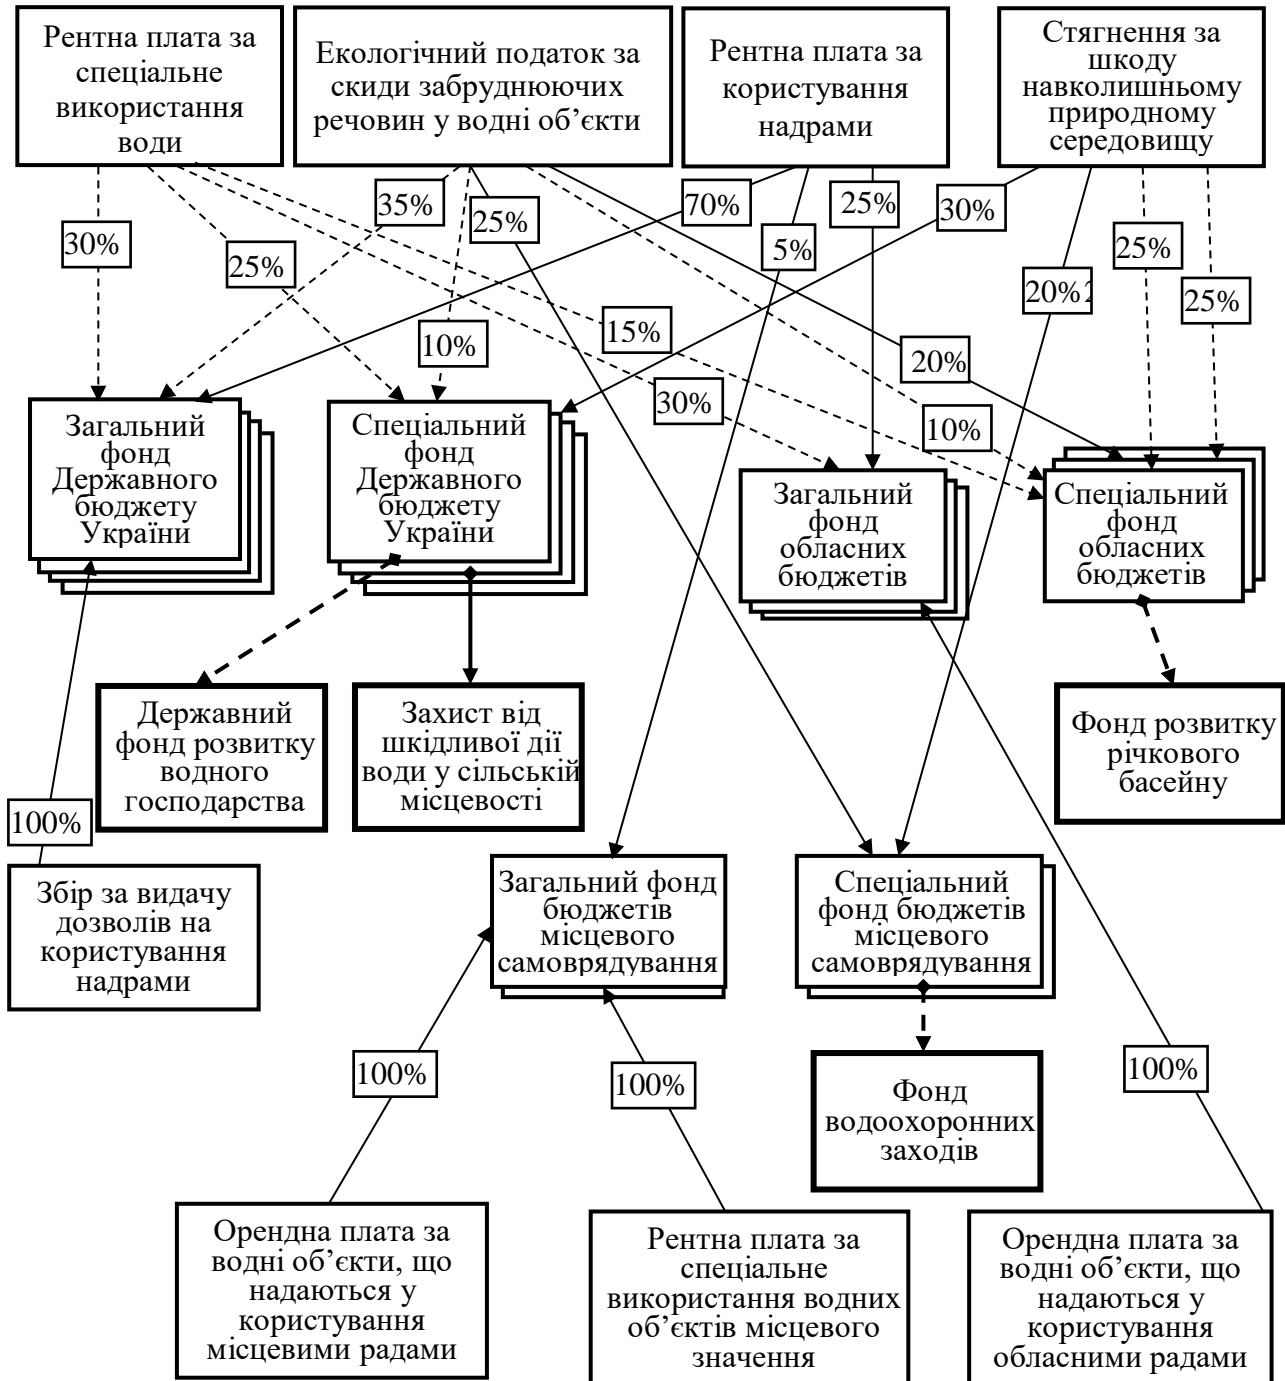 Рентна плата за
спеціальне
використання
води
Екологічний податок за
скиди забруднюючих
речовин у водні об’єкти
Рентна плата за
користування
надрами
Стягнення за
шкоду
навколишньому
природному
середовищу
30%
25%
35%
10%
25%
70%
5%
25%
30%
20%
25%
25%
15%
30%
20%
10%
Загальний
фонд
Державного
бюджету
України
Спеціальний
фонд
Державного
бюджету
України
Загальний
фонд
обласних
бюджетів
Спеціальний
фонд
обласних
бюджетів
Державний
фонд розвитку
водного
господарства
Захист від
шкідливої дії
води у сільській
місцевості
Фонд розвитку
річкового
басейну
100%
Збір за видачу
дозволів на
користування
надрами
Загальний фонд
бюджетів
місцевого
самоврядування
Спеціальний
фонд бюджетів
місцевого
самоврядування
100%
100%
100%
Фонд
водоохоронних
заходів
Орендна плата за
водні об’єкти, що
надаються у
користування
місцевими радами
Рентна плата за
спеціальне
використання водних
об’єктів місцевого
значення
Орендна плата за
водні об’єкти, що
надаються у
користування
обласними радами